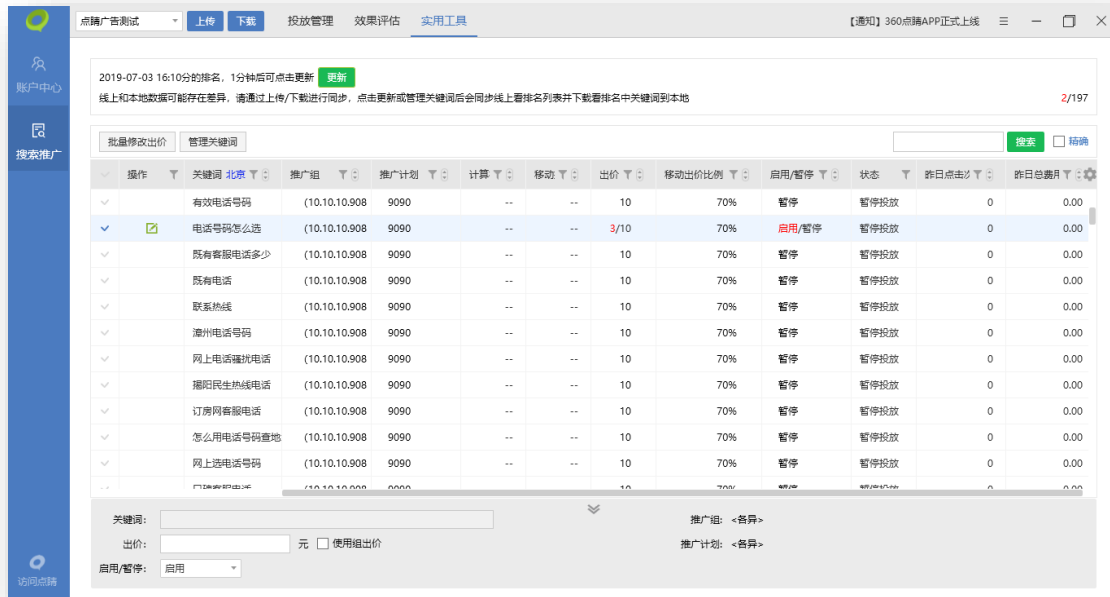 点睛广告测试 上传 下载 投放管理 效果评估 实用工具 【通知】360点睛APP正式上线
账户中心
搜索推广
访问点睛
2019-07-03 16:10分的排名，1分钟后可点击更新 更新
线上和本地数据可能存在差异，请通过上传/下载进行同步，点击更新或管理关键词后会同步线上看排名列表并下载看排名中关键词到本地 2/197
批量修改出价 管理关键词 搜索 精确
操作 关键词 北京 推广组 推广计划 计算 移动 出价 移动出价比例 启用/暂停 状态 昨日点击 昨日总费
有效电话号码 (10.10.10.908 9090 -- -- 10 70% 暂停 暂停投放 0 0.00
电话号码怎么选 (10.10.10.908 9090 -- -- 3/10 70% 启用/暂停 暂停投放 0 0.00
既有客服电话多少 (10.10.10.908 9090 -- -- 10 70% 暂停 暂停投放 0 0.00
既有电话 (10.10.10.908 9090 -- -- 10 70% 暂停 暂停投放 0 0.00
联系热线 (10.10.10.908 9090 -- -- 10 70% 暂停 暂停投放 0 0.00
漳州电话号码 (10.10.10.908 9090 -- -- 10 70% 暂停 暂停投放 0 0.00
网上电话骚扰电话 (10.10.10.908 9090 -- -- 10 70% 暂停 暂停投放 0 0.00
揭阳民生热线电话 (10.10.10.908 9090 -- -- 10 70% 暂停 暂停投放 0 0.00
订房网客服电话 (10.10.10.908 9090 -- -- 10 70% 暂停 暂停投放 0 0.00
怎么用电话号码查地 (10.10.10.908 9090 -- -- 10 70% 暂停 暂停投放 0 0.00
网上选电话号码 (10.10.10.908 9090 -- -- 10 70% 暂停 暂停投放 0 0.00
关键词: 推广组: <各异>
出价: 元 使用组出价 推广计划: <各异>
启用/暂停: 启用